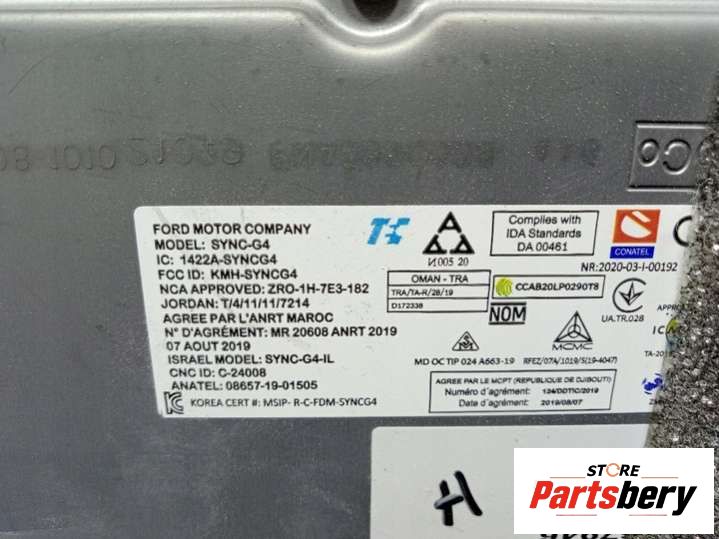 FORD MOTOR COMPANY
MODEL: SYNC-G4
IC: 1422A-SYNCG4
FCC ID: KMH-SYNCG4
NCA APPROVED: ZRO-1H-7E3-182
JORDAN: T/4/11/11/7214
AGREE PAR L'ANRT MAROC
N° D'AGRÉMENT: MR 20608 ANRT 2019
07 AOUT 2019
ISRAEL MODEL: SYNC-G4-IL
CNC ID: C-24008
ANATEL: 08657-19-01505
KOREA CERT #: MSIP- R-C-FDM-SYNCG4
И005 20
Complies with
IDA Standards
DA 00461
CONATEL
NR:2020-03-I-00192
OMAN - TRA
TRA/TA-R/28/19
D172338
CCAB20LP0290T8
NOM
UA.TR.028
MCMC
MD OC TIP 024 A663-19
RFEZ/07A/1019/S(19-4047)
AGREE PAR LE MCPT (REPUBLIQUE DE DJIBOUTI)
Numéro d'agrément: 134/DDTIC/2019
Date d'agrément: 2019/08/07
H
STORE
Partsbery